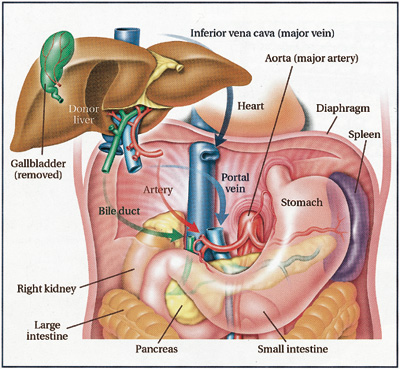 Inferior vena cava (major vein)
Aorta (major artery)
Donor
liver
Heart
Diaphragm
Spleen
Gallbladder
(removed)
Portal
vein
Artery
Stomach
Bile duct
Right kidney
Large
intestine
Pancreas
Small intestine